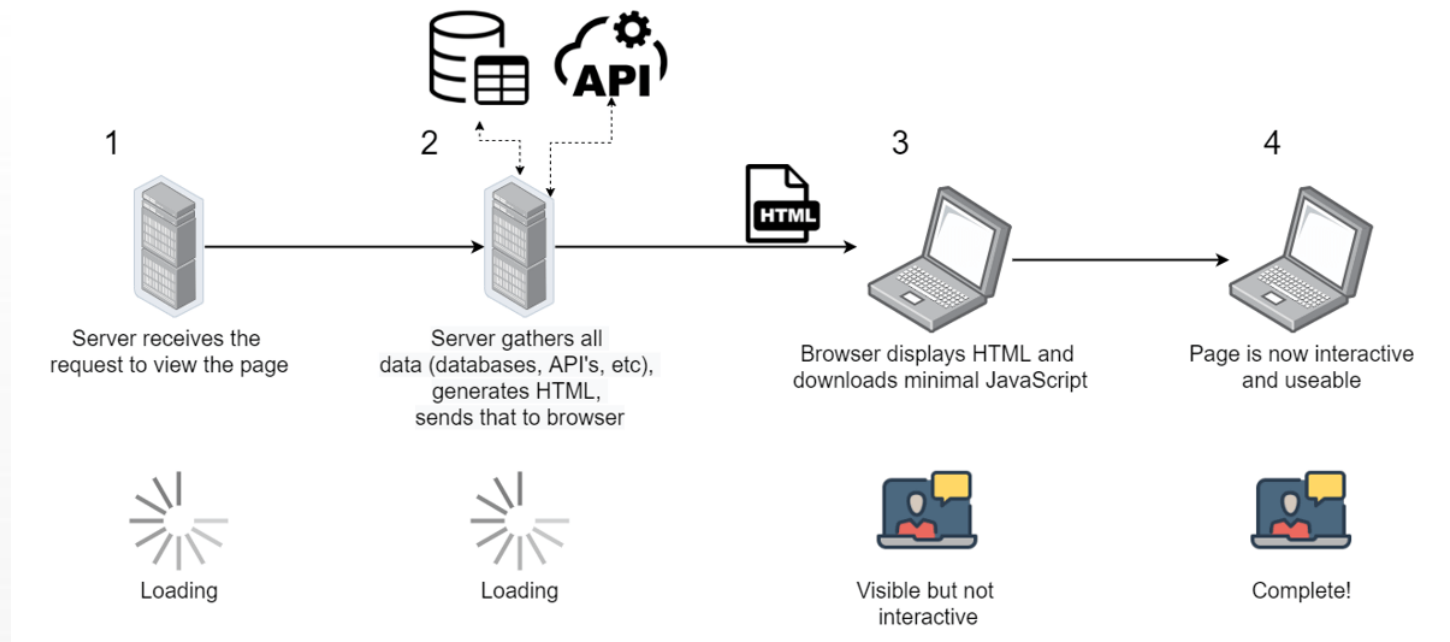 API
1
2
3
4
HTML
Server receives the
request to view the page
Server gathers all
data (databases, API's, etc),
generates HTML,
sends that to browser
Browser displays HTML and
downloads minimal JavaScript
Page is now interactive
and useable
Loading
Loading
Visible but not
interactive
Complete!